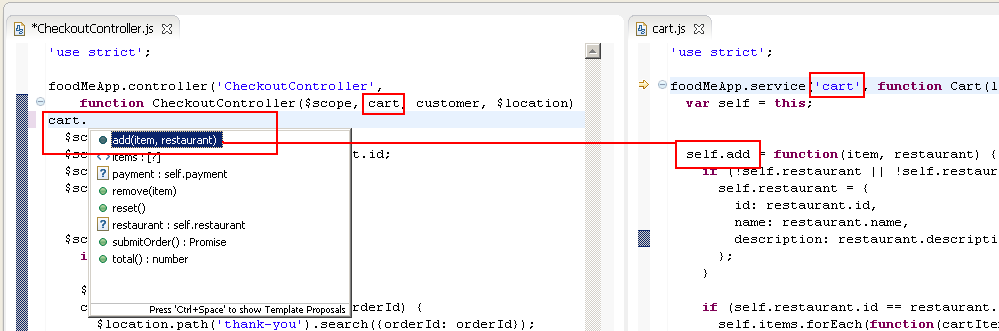 *CheckoutController.js
'use strict';
foodMeApp.controller('CheckoutController',
function CheckoutController($scope, cart, customer, $location)
cart.
add(item, restaurant)
$sc
items : [?]
$sc t.id;
payment : self.payment
$sc
remove(item)
$sc
reset()
restaurant : self.restaurant
$sc
submitOrder() : Promise
i
total() : number
$
Press 'Ctrl+Space' to show Template Proposals
c orderId) {
$location.path('thank-you').search({orderId: orderId});
cart.js
'use strict';
foodMeApp.service('cart', function Cart(l
var self = this;
self.add = function(item, restaurant) {
if (!self.restaurant || !self.restau
self.restaurant = {
id: restaurant.id,
name: restaurant.name,
description: restaurant.descripti
};
}
if (self.restaurant.id == restaurant.
self.items.forEach(function(cartIte